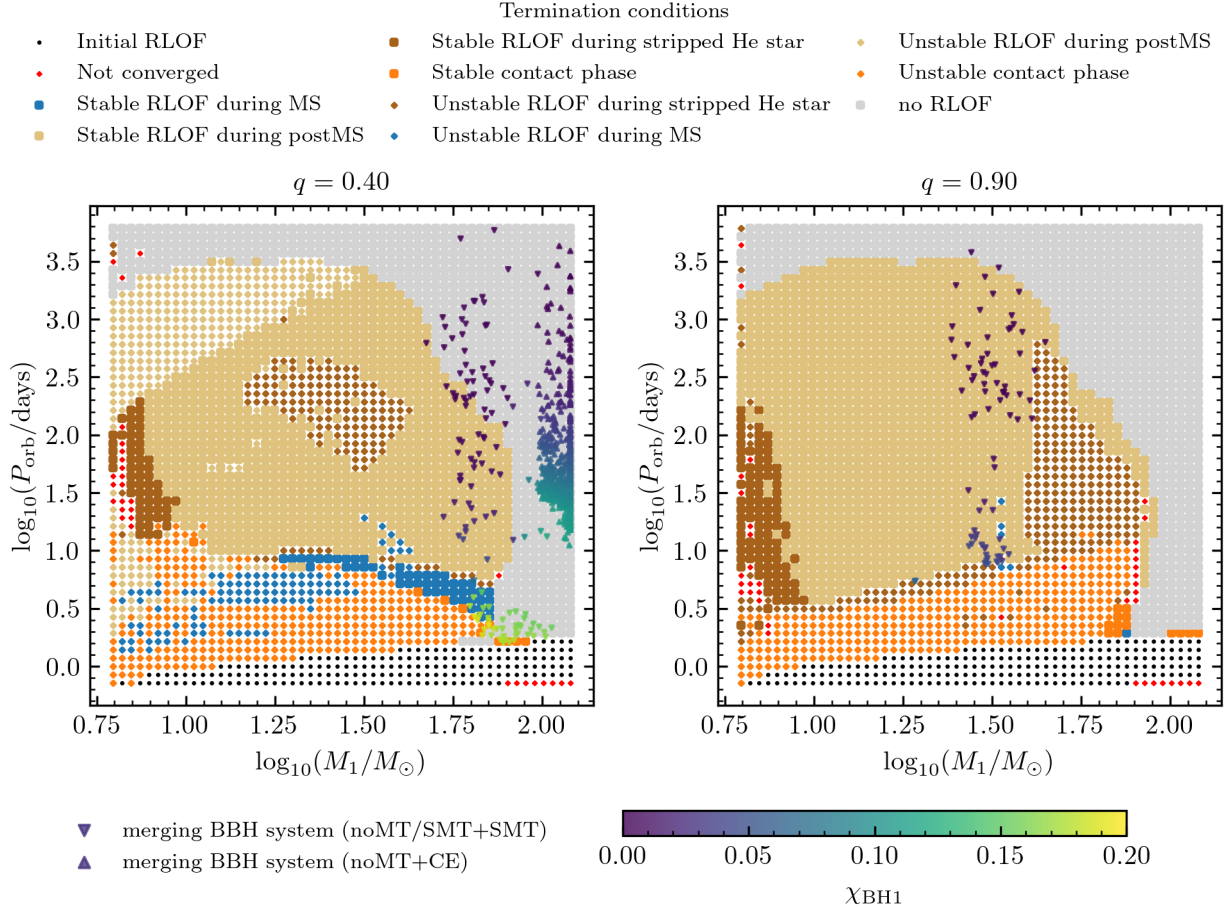 Termination conditions
Initial RLOF
Not converged
Stable RLOF during MS
Stable RLOF during postMS
Stable RLOF during stripped He star
Stable contact phase
Unstable RLOF during stripped He star
Unstable RLOF during MS
Unstable RLOF during postMS
Unstable contact phase
no RLOF
q = 0.40
q = 0.90
log₁₀(P_orb/days)
3.5
3.0
2.5
2.0
1.5
1.0
0.5
0.0
0.75 1.00 1.25 1.50 1.75 2.00
log₁₀(M₁/M⊙)
log₁₀(P_orb/days)
3.5
3.0
2.5
2.0
1.5
1.0
0.5
0.0
0.75 1.00 1.25 1.50 1.75 2.00
log₁₀(M₁/M⊙)
merging BBH system (noMT/SMT+SMT)
merging BBH system (noMT+CE)
0.00 0.05 0.10 0.15 0.20
χ_BH1